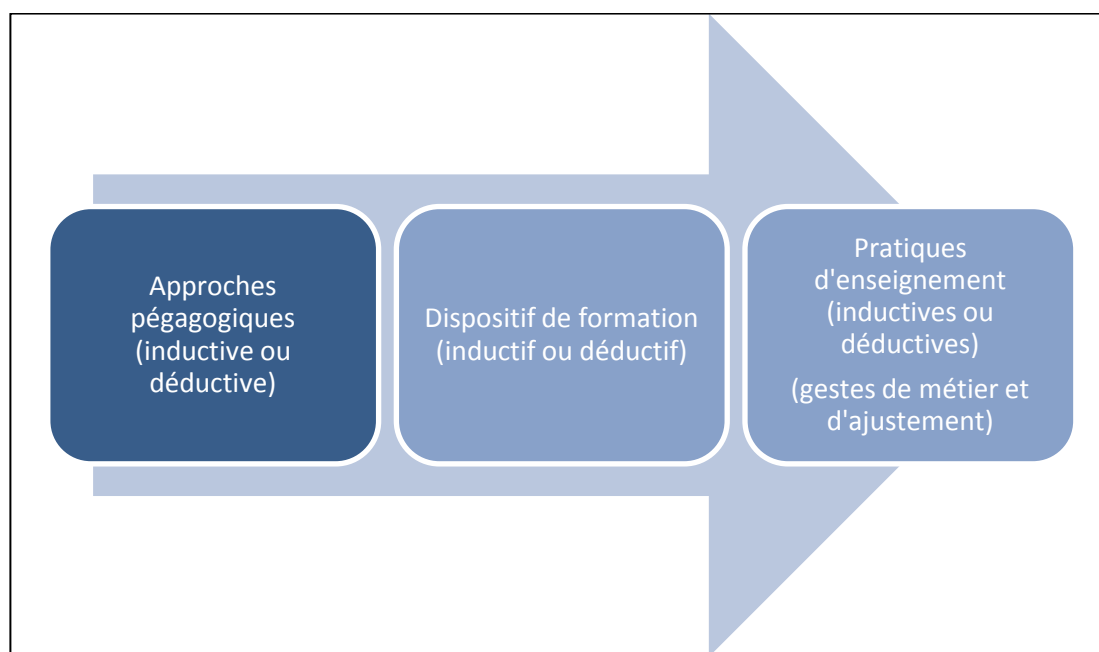 Approches
pégagogiques
(inductive ou
déductive)
Dispositif de formation
(inductif ou déductif)
Pratiques
d'enseignement
(inductives ou
déductives)
(gestes de métier et
d'ajustement)